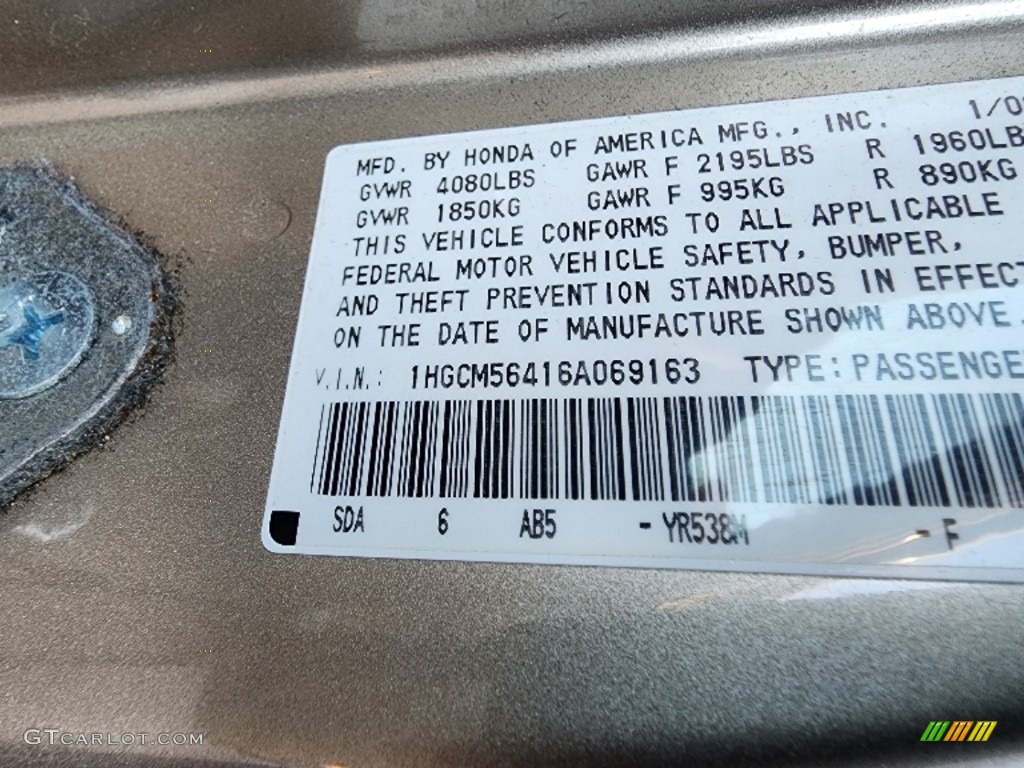 MFD. BY HONDA OF AMERICA MFG., INC. 1/0
GVWR 4080LBS GAWR F 2195LBS R 1960LB
GVWR 1850KG GAWR F 995KG R 890KG
THIS VEHICLE CONFORMS TO ALL APPLICABLE
FEDERAL MOTOR VEHICLE SAFETY, BUMPER,
AND THEFT PREVENTION STANDARDS IN EFFECT
ON THE DATE OF MANUFACTURE SHOWN ABOVE.
V.I.N.: 1HGCM56416A069163 TYPE: PASSENGE
SDA 6 AB5 - YR538M - F
GTCARLOT.COM